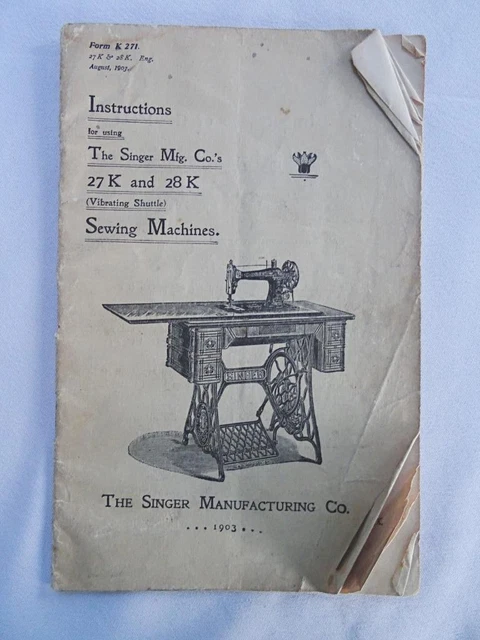 Form K 271.
27 K & 28 K. Eng.
August, 1903.
Instructions
for using
The Singer Mfg. Co.'s
27 K and 28 K
(Vibrating Shuttle)
Sewing Machines.
SINGER
The Singer Manufacturing Co.
... 1903 ...